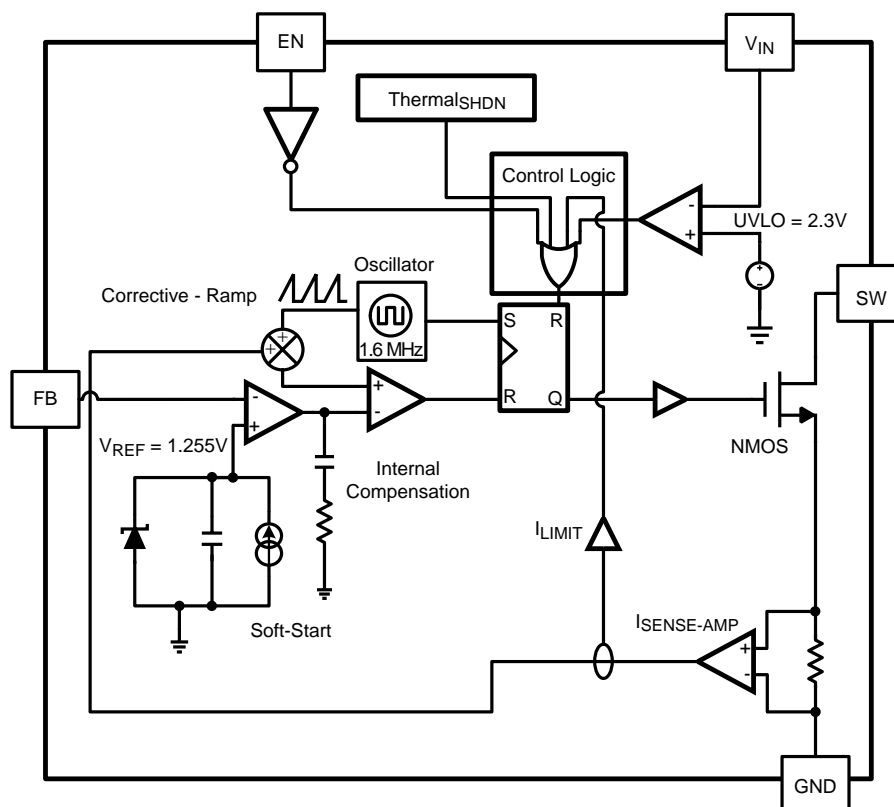 EN
VIN
ThermalSHDN
Control Logic
-
+
UVLO = 2.3V
+
-
Oscillator
Corrective - Ramp
1.6 MHz
+
+
S
R
R
Q
SW
FB
-
+
+
-
VREF = 1.255V
NMOS
Internal
Compensation
ILIMIT
Soft-Start
ISENSE-AMP
+
-
GND